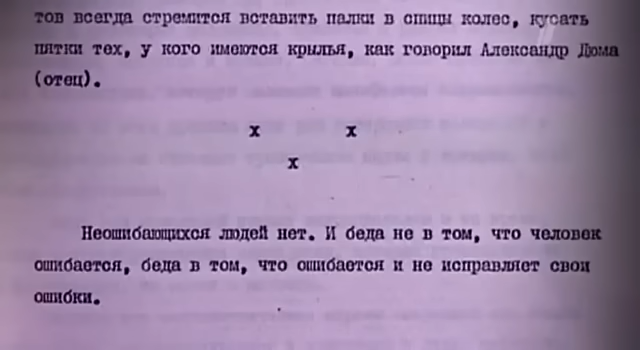 тов всегда стремится вставить палки в спицы колес, кусать
пятки тех, у кого имеются крылья, как говорил Александр Дюма
(отец).
х х
х
Неошибающихся людей нет. И беда не в том, что человек
ошибается, беда в том, что ошибается и не исправляет свои
ошибки.